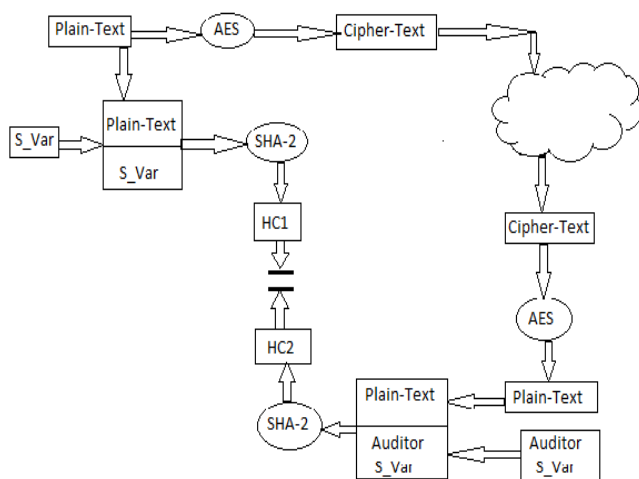 Plain-Text
AES
Cipher-Text
S_Var
Plain-Text
S_Var
SHA-2
HC1
Cipher-Text
AES
Plain-Text
HC2
SHA-2
Plain-Text
Auditor
S_Var
Auditor
S_Var